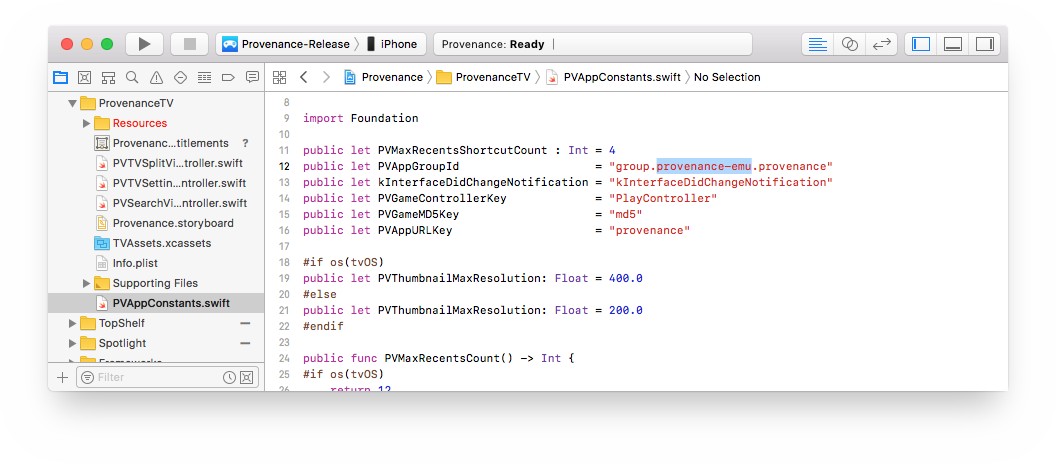 Provenance-Release 〉 iPhone
Provenance: Ready
Provenance 〉 ProvenanceTV 〉 PVAppConstants.swift 〉 No Selection
ProvenanceTV
Resources
Provenanc…titlements ?
PVTVSplitVi…troller.swift
PVTVSettin…ntroller.swift
PVSearchVi…ntroller.swift
Provenance.storyboard
TVAssets.xcassets
Info.plist
Supporting Files
PVAppConstants.swift
TopShelf
Spotlight
Frameworks
Filter
8
9 import Foundation
10
11 public let PVMaxRecentsShortcutCount : Int = 4
12 public let PVAppGroupId = "group.provenance-emu.provenance"
13 public let kInterfaceDidChangeNotification = "kInterfaceDidChangeNotification"
14 public let PVGameControllerKey = "PlayController"
15 public let PVGameMD5Key = "md5"
16 public let PVAppURLKey = "provenance"
17
18 #if os(tvOS)
19 public let PVThumbnailMaxResolution: Float = 400.0
20 #else
21 public let PVThumbnailMaxResolution: Float = 200.0
22 #endif
23
24 public func PVMaxRecentsCount() -> Int {
25 #if os(tvOS)
26 return 12